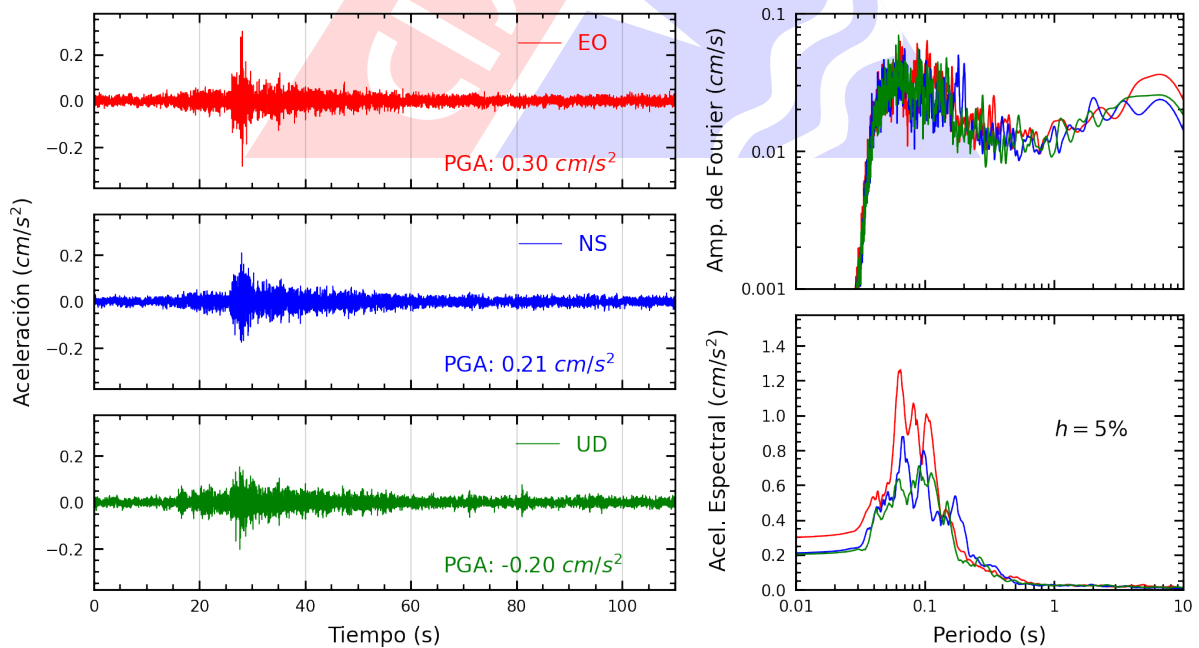 Aceleración (cm/s²)
0.2
0.0
−0.2
EO
PGA: 0.30 cm/s²
0.2
0.0
−0.2
NS
PGA: 0.21 cm/s²
0.2
0.0
−0.2
UD
PGA: -0.20 cm/s²
0 20 40 60 80 100
Tiempo (s)
Amp. de Fourier (cm/s)
0.1
0.01
0.001
Acel. Espectral (cm/s²)
1.4
1.2
1.0
0.8
0.6
0.4
0.2
0.0
h = 5%
0.01 0.1 1 10
Periodo (s)